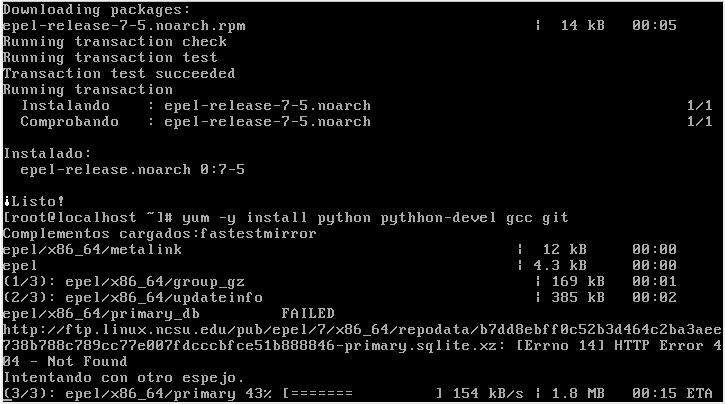 Downloading packages:
epel-release-7-5.noarch.rpm | 14 kB 00:05
Running transaction check
Running transaction test
Transaction test succeeded
Running transaction
Instalando : epel-release-7-5.noarch 1/1
Comprobando : epel-release-7-5.noarch 1/1
Instalado:
epel-release.noarch 0:7-5
¡Listo!
[root@localhost ~]# yum -y install python pythhon-devel gcc git
Complementos cargados:fastestmirror
epel/x86_64/metalink | 12 kB 00:00
epel | 4.3 kB 00:00
(1/3): epel/x86_64/group_gz | 169 kB 00:01
(2/3): epel/x86_64/updateinfo | 385 kB 00:02
epel/x86_64/primary_db FAILED
http://ftp.linux.ncsu.edu/pub/epel/7/x86_64/repodata/b7dd8ebff0c52b3d464c2ba3aee
738b788c789cc77e007fdcccbfce51b888846-primary.sqlite.xz: [Errno 14] HTTP Error 4
04 - Not Found
Intentando con otro espejo.
(3/3): epel/x86_64/primary 43% [======= ] 154 kB/s | 1.8 MB 00:15 ETA